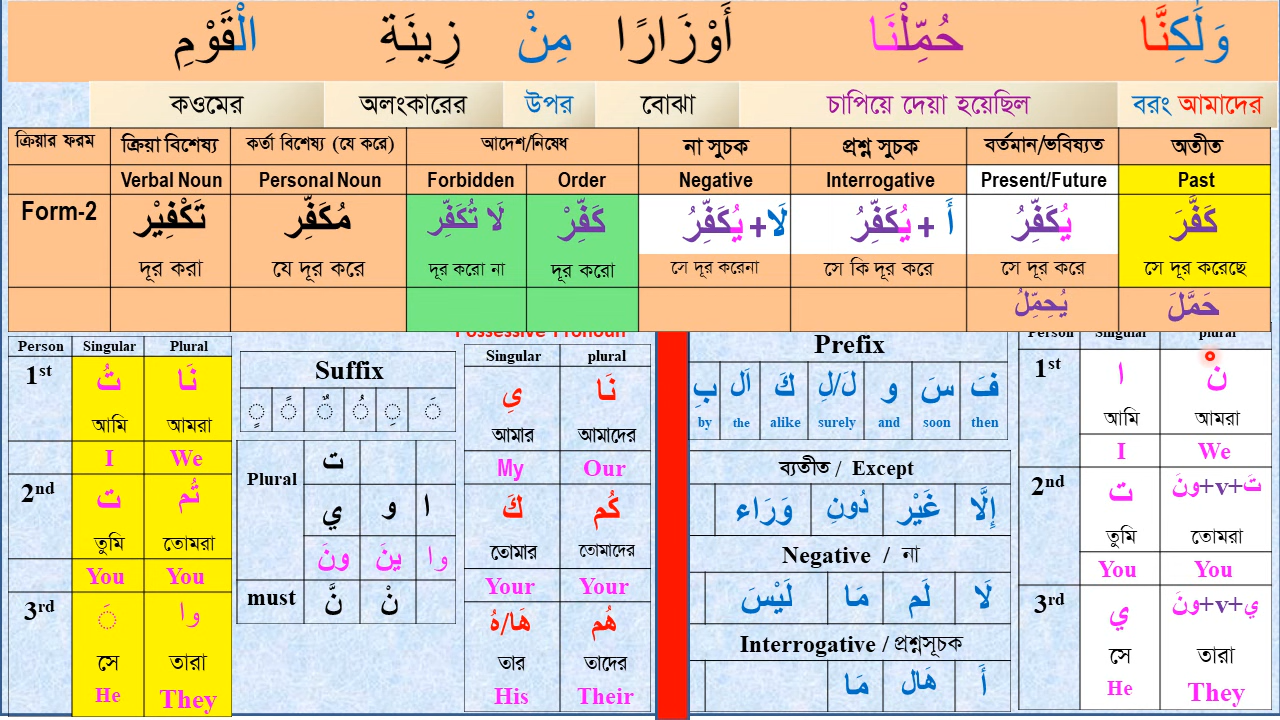 وَلَٰكِنَّا حُمِّلْنَا أَوْزَارًا مِنْ زِينَةِ الْقَوْمِ
কওমের অলংকারের উপর বোঝা চাপিয়ে দেয়া হয়েছিল বরং আমাদের
ক্রিয়ার ফরম ক্রিয়া বিশেষ্য কর্তা বিশেষ্য (যে করে) আদেশ/নিষেধ না সুচক প্রশ্ন সুচক বর্তমান/ভবিষ্যত অতীত
Verbal Noun Personal Noun Forbidden Order Negative Interrogative Present/Future Past
Form-2 تَكْفِيْر مُكَفِّر لَا تُكَفِّر كَفِّرْ لَا + يُكَفِّرُ أَ + يُكَفِّرُ يُكَفِّرُ كَفَّرَ
দূর করা যে দূর করে দূর করো না দূর করো সে দূর করেনা সে কি দূর করে সে দূর করে সে দূর করেছে
يُحِمِّلُ حَمَّلَ
Person Singular Plural
1st تُ نَا
আমি আমরা
I We
2nd ت تُم
তুমি তোমরা
You You
3rd َ وا
সে তারা
He They
Suffix
ٍ ً ٌ ُ ِ َ
Plural ت
ي و ا
ونَ ينَ وا
must نَّ نْ
Possessive Pronoun
Singular plural
يِ نَا
আমার আমাদের
My Our
كَ كُم
তোমার তোমাদের
Your Your
هَا/هُ هُم
তার তাদের
His Their
Prefix
بِ اَل كَ لَ/لِ و سَ فَ
by the alike surely and soon then
ব্যতীত / Except
وَرَاء دُونِ غَيْر إِلَّا
Negative / না
لَيْسَ مَا لَم لَا
Interrogative / প্রশ্নসূচক
مَا هَال أَ
Person Singular plural
1st ا نْ
আমি আমরা
I We
2nd ت تَ+v+ونَ
তুমি তোমরা
You You
3rd ي ي+v+ونَ
সে তারা
He They